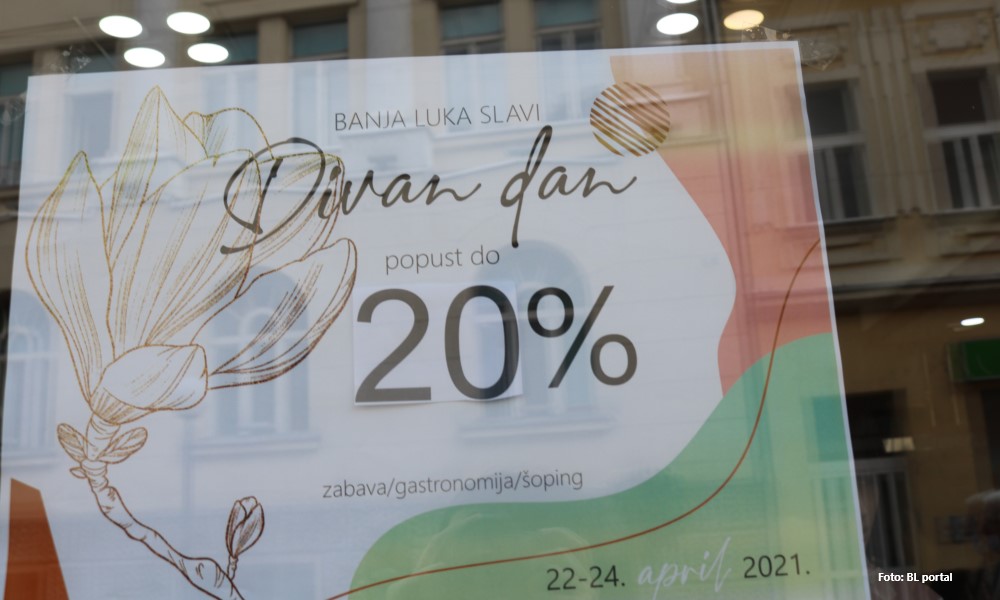 BANJA LUKA SLAVI
Divan dan
popust do
20%
zabava/gastronomija/šoping
22-24. april 2021.
Foto: BL portal